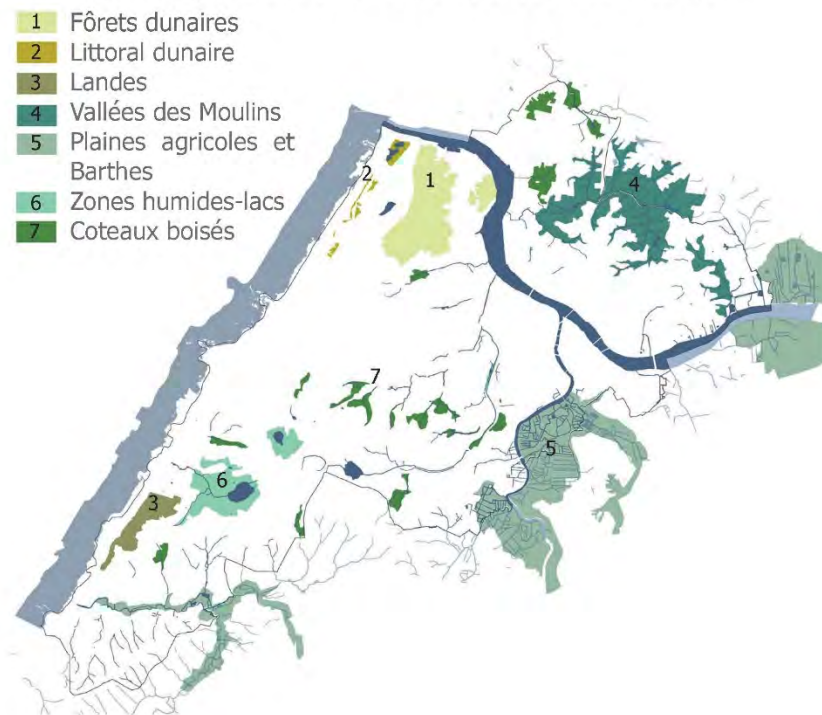 1 Fôrets dunaires
2 Littoral dunaire
3 Landes
4 Vallées des Moulins
5 Plaines agricoles et
Barthes
6 Zones humides-lacs
7 Coteaux boisés
2
1
4
7
5
6
3